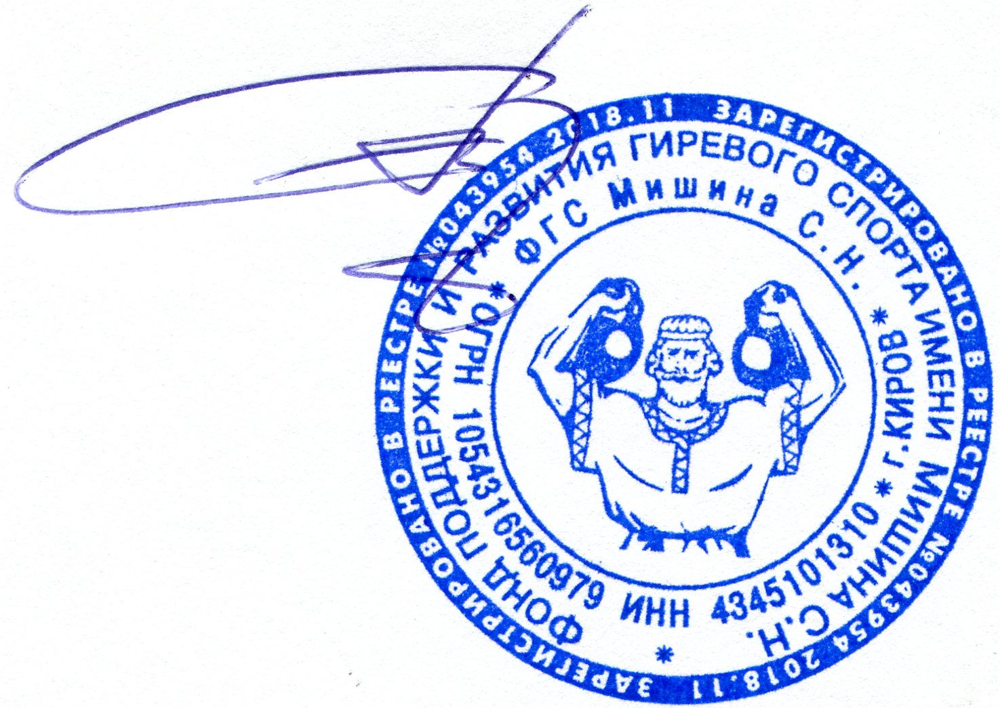 ЗАРЕГИСТРИРОВАНО В РЕЕСТРЕ №043954 2018.11 ЗАРЕГИСТРИРОВАНО В РЕЕСТРЕ №043954 2018.11
ФОНД ПОДДЕРЖКИ И РАЗВИТИЯ ГИРЕВОГО СПОРТА ИМЕНИ МИШИНА С.Н. *
* ФГС Мишина С.Н. * г.КИРОВ *
ОГРН 1054316560979 ИНН 4345101310